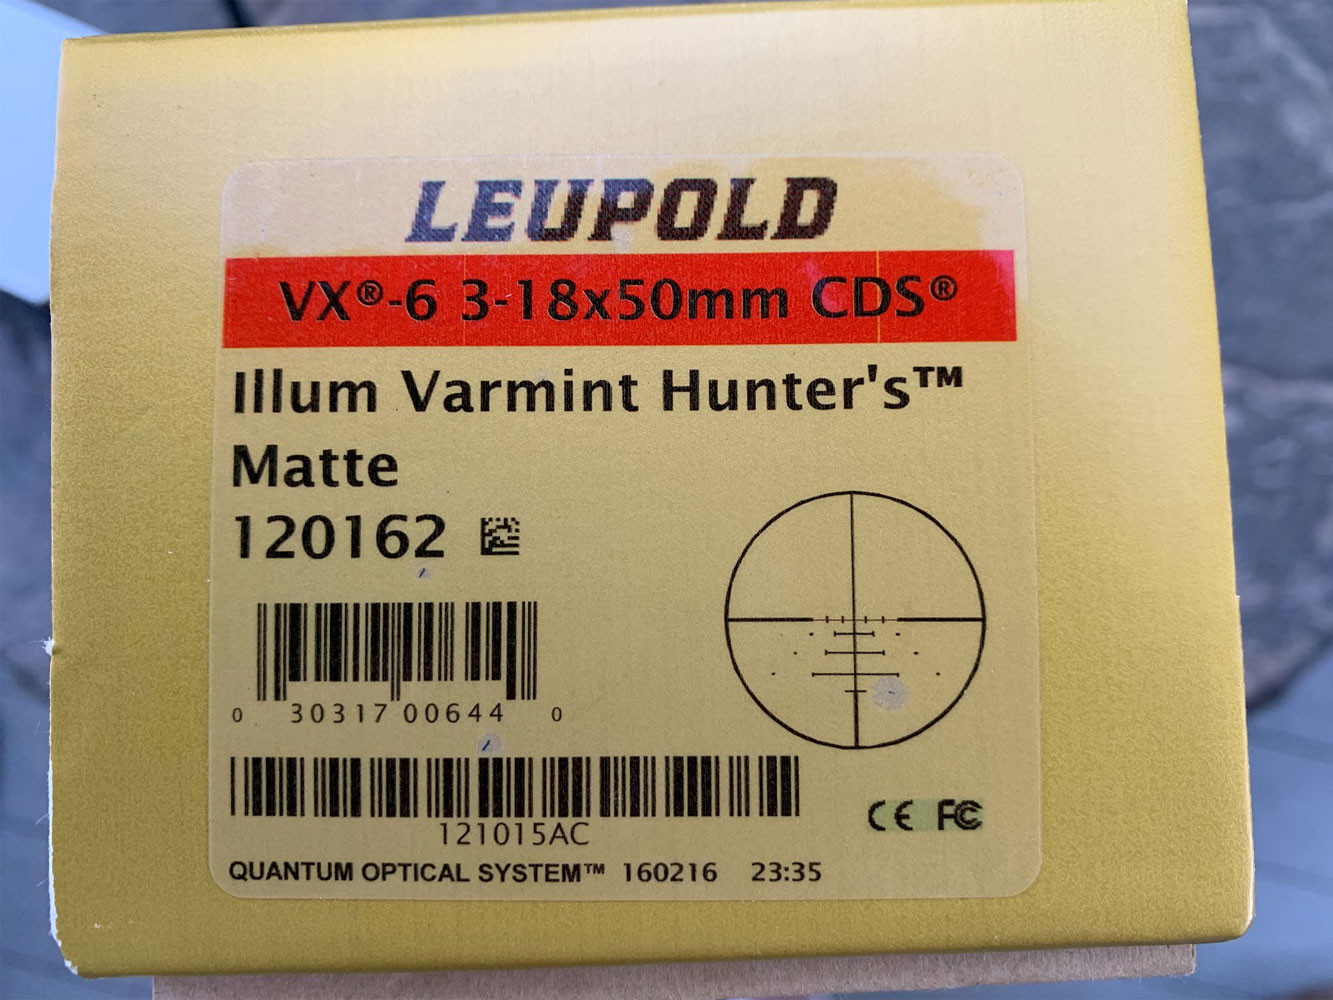 LEUPOLD
VX®-6 3-18x50mm CDS®
Illum Varmint Hunter's™
Matte
120162
0 30317 00644 0
121015AC
CE FC
QUANTUM OPTICAL SYSTEM™ 160216 23:35